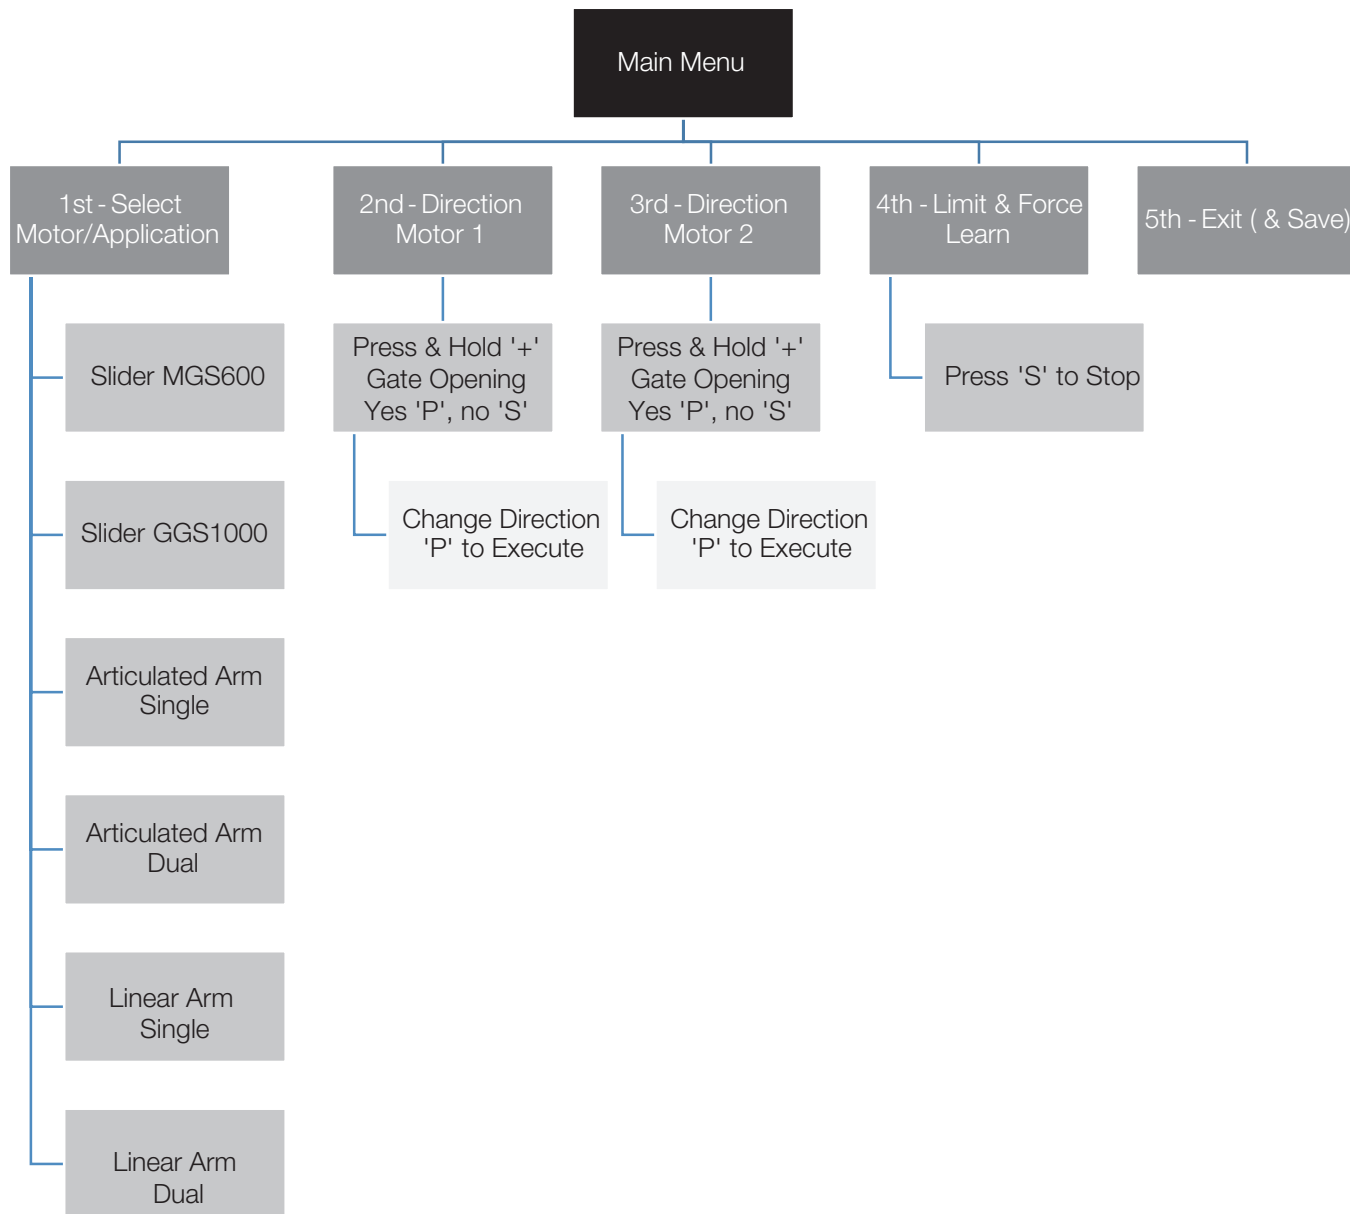 Main Menu
1st - Select
Motor/Application
2nd - Direction
Motor 1
3rd - Direction
Motor 2
4th - Limit & Force
Learn
5th - Exit ( & Save)
Slider MGS600
Slider GGS1000
Articulated Arm
Single
Articulated Arm
Dual
Linear Arm
Single
Linear Arm
Dual
Press & Hold '+'
Gate Opening
Yes 'P', no 'S'
Change Direction
'P' to Execute
Press & Hold '+'
Gate Opening
Yes 'P', no 'S'
Change Direction
'P' to Execute
Press 'S' to Stop